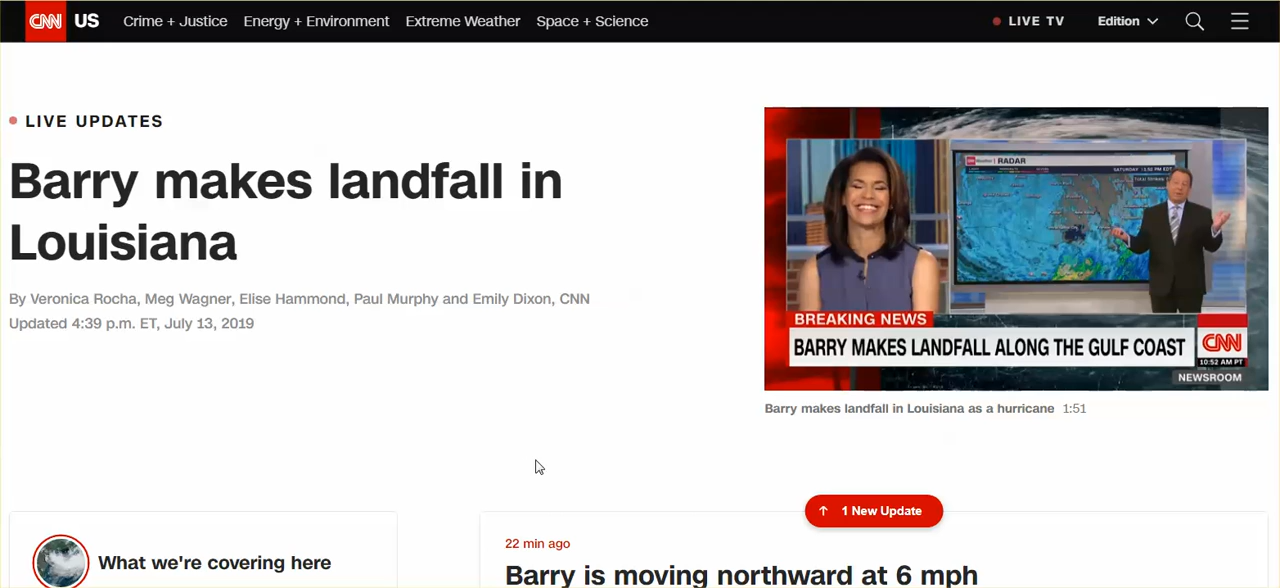 CNN US Crime + Justice Energy + Environment Extreme Weather Space + Science LIVE TV Edition
LIVE UPDATES
Barry makes landfall in
Louisiana
By Veronica Rocha, Meg Wagner, Elise Hammond, Paul Murphy and Emily Dixon, CNN
Updated 4:39 p.m. ET, July 13, 2019
RADAR
BREAKING NEWS
BARRY MAKES LANDFALL ALONG THE GULF COAST
CNN
10:52 AM PT
NEWSROOM
Barry makes landfall in Louisiana as a hurricane 1:51
What we're covering here
1 New Update
22 min ago
Barry is moving northward at 6 mph